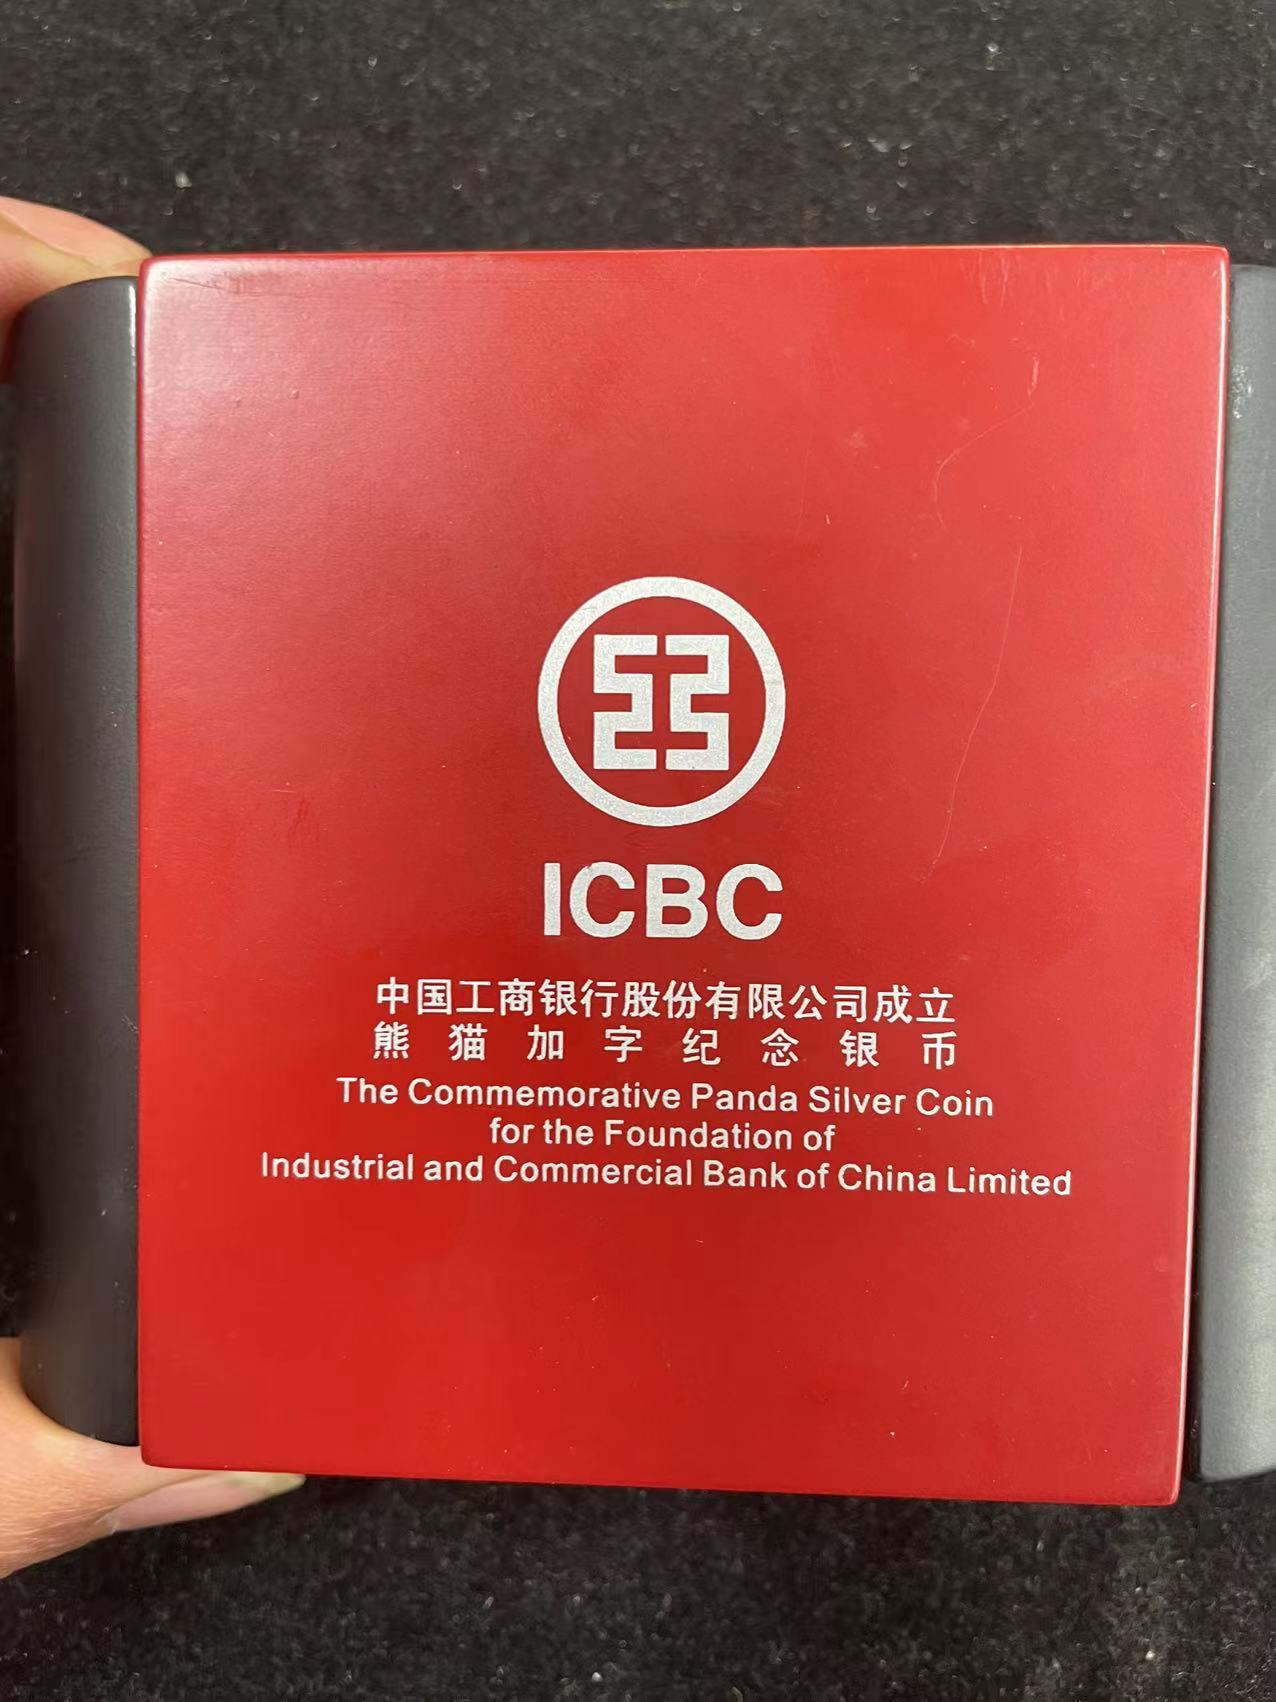 ICBC
中国工商银行股份有限公司成立
熊猫加字纪念银币
The Commemorative Panda Silver Coin
for the Foundation of
Industrial and Commercial Bank of China Limited